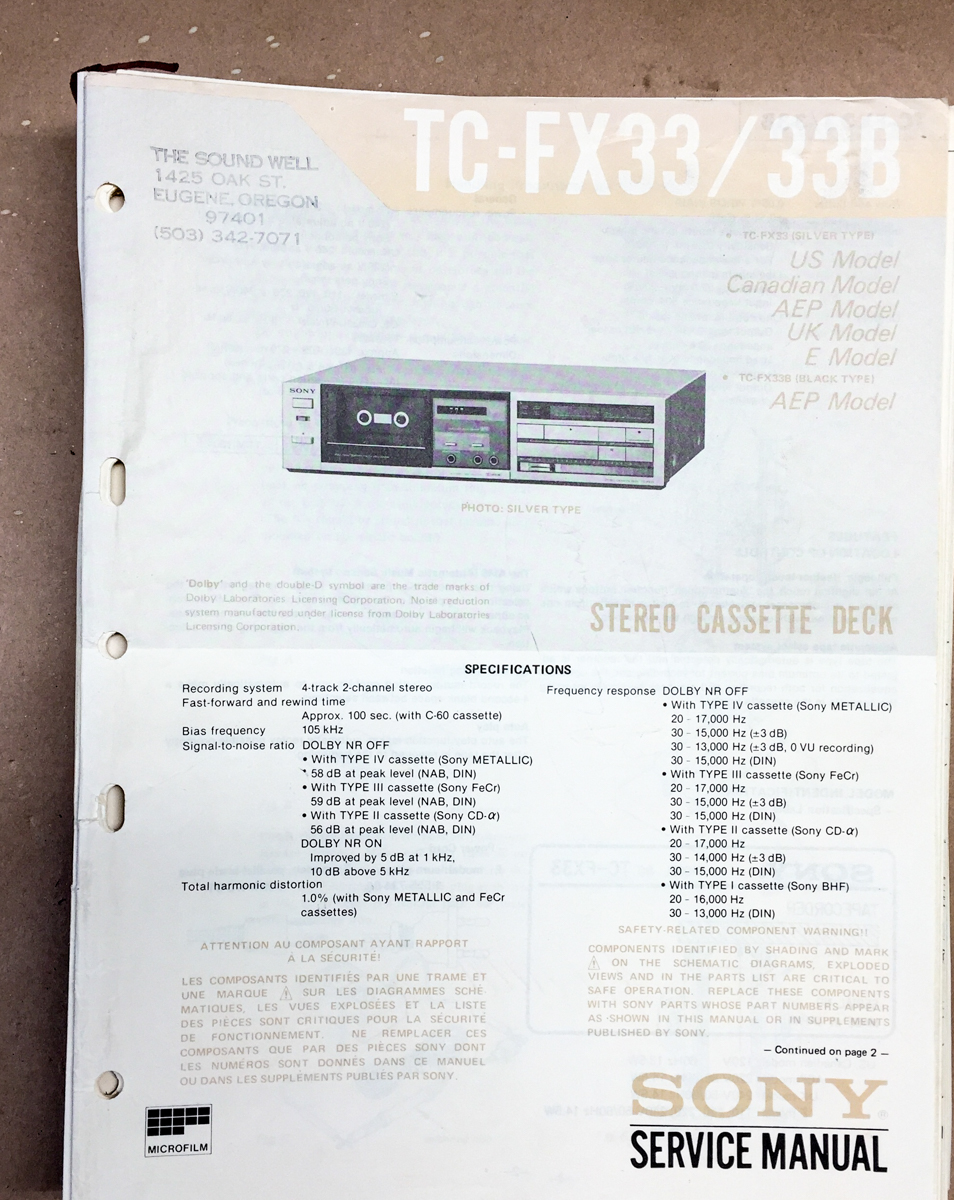 TC-FX33/33B
THE SOUND WELL
1425 OAK ST.
EUGENE, OREGON
97401
(503) 342-7071
• TC-FX33 (SILVER TYPE)
US Model
Canadian Model
AEP Model
UK Model
E Model
• TC-FX33B (BLACK TYPE)
AEP Model
SONY
PHOTO: SILVER TYPE
"Dolby" and the double-D symbol are the trade marks of
Dolby Laboratories Licensing Corporation. Noise reduction
system manufactured under license from Dolby Laboratories
Licensing Corporation.
STEREO CASSETTE DECK
SPECIFICATIONS
Recording system 4-track 2-channel stereo
Fast-forward and rewind time
Approx. 100 sec. (with C-60 cassette)
Bias frequency 105 kHz
Signal-to-noise ratio DOLBY NR OFF
• With TYPE IV cassette (Sony METALLIC)
58 dB at peak level (NAB, DIN)
• With TYPE III cassette (Sony FeCr)
59 dB at peak level (NAB, DIN)
• With TYPE II cassette (Sony CD-α)
56 dB at peak level (NAB, DIN)
DOLBY NR ON
Improved by 5 dB at 1 kHz,
10 dB above 5 kHz
Total harmonic distortion
1.0% (with Sony METALLIC and FeCr
cassettes)
Frequency response DOLBY NR OFF
• With TYPE IV cassette (Sony METALLIC)
20 - 17,000 Hz
30 - 15,000 Hz (±3 dB)
30 - 13,000 Hz (±3 dB, 0 VU recording)
30 - 15,000 Hz (DIN)
• With TYPE III cassette (Sony FeCr)
20 - 17,000 Hz
30 - 15,000 Hz (±3 dB)
30 - 15,000 Hz (DIN)
• With TYPE II cassette (Sony CD-α)
20 - 17,000 Hz
30 - 14,000 Hz (±3 dB)
30 - 15,000 Hz (DIN)
• With TYPE I cassette (Sony BHF)
20 - 16,000 Hz
30 - 13,000 Hz (DIN)
ATTENTION AU COMPOSANT AYANT RAPPORT
À LA SÉCURITÉ!
LES COMPOSANTS IDENTIFIÉS PAR UNE TRAME ET
UNE MARQUE ⚠ SUR LES DIAGRAMMES SCHÉ-
MATIQUES, LES VUES EXPLOSÉES ET LA LISTE
DES PIÈCES SONT CRITIQUES POUR LA SÉCURITÉ
DE FONCTIONNEMENT. NE REMPLACER CES
COMPOSANTS QUE PAR DES PIÈCES SONY DONT
LES NUMÉROS SONT DONNÉS DANS CE MANUEL
OU DANS LES SUPPLÉMENTS PUBLIÉS PAR SONY.
SAFETY-RELATED COMPONENT WARNING!!
COMPONENTS IDENTIFIED BY SHADING AND MARK
⚠ ON THE SCHEMATIC DIAGRAMS, EXPLODED
VIEWS AND IN THE PARTS LIST ARE CRITICAL TO
SAFE OPERATION. REPLACE THESE COMPONENTS
WITH SONY PARTS WHOSE PART NUMBERS APPEAR
AS SHOWN IN THIS MANUAL OR IN SUPPLEMENTS
PUBLISHED BY SONY.
— Continued on page 2 —
MICROFILM
SONY®
SERVICE MANUAL